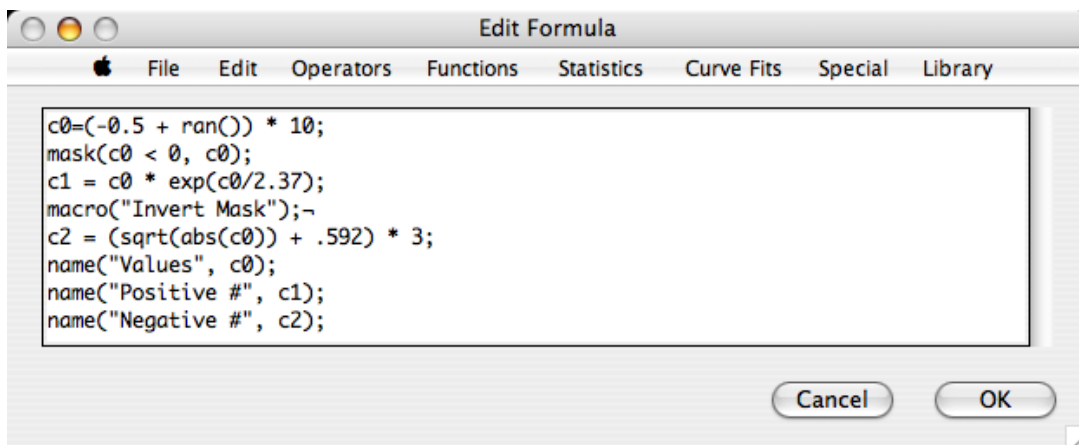 Edit Formula
File Edit Operators Functions Statistics Curve Fits Special Library
c0=(-0.5 + ran()) * 10;
mask(c0 < 0, c0);
c1 = c0 * exp(c0/2.37);
macro("Invert Mask");¬
c2 = (sqrt(abs(c0)) + .592) * 3;
name("Values", c0);
name("Positive #", c1);
name("Negative #", c2);
Cancel OK